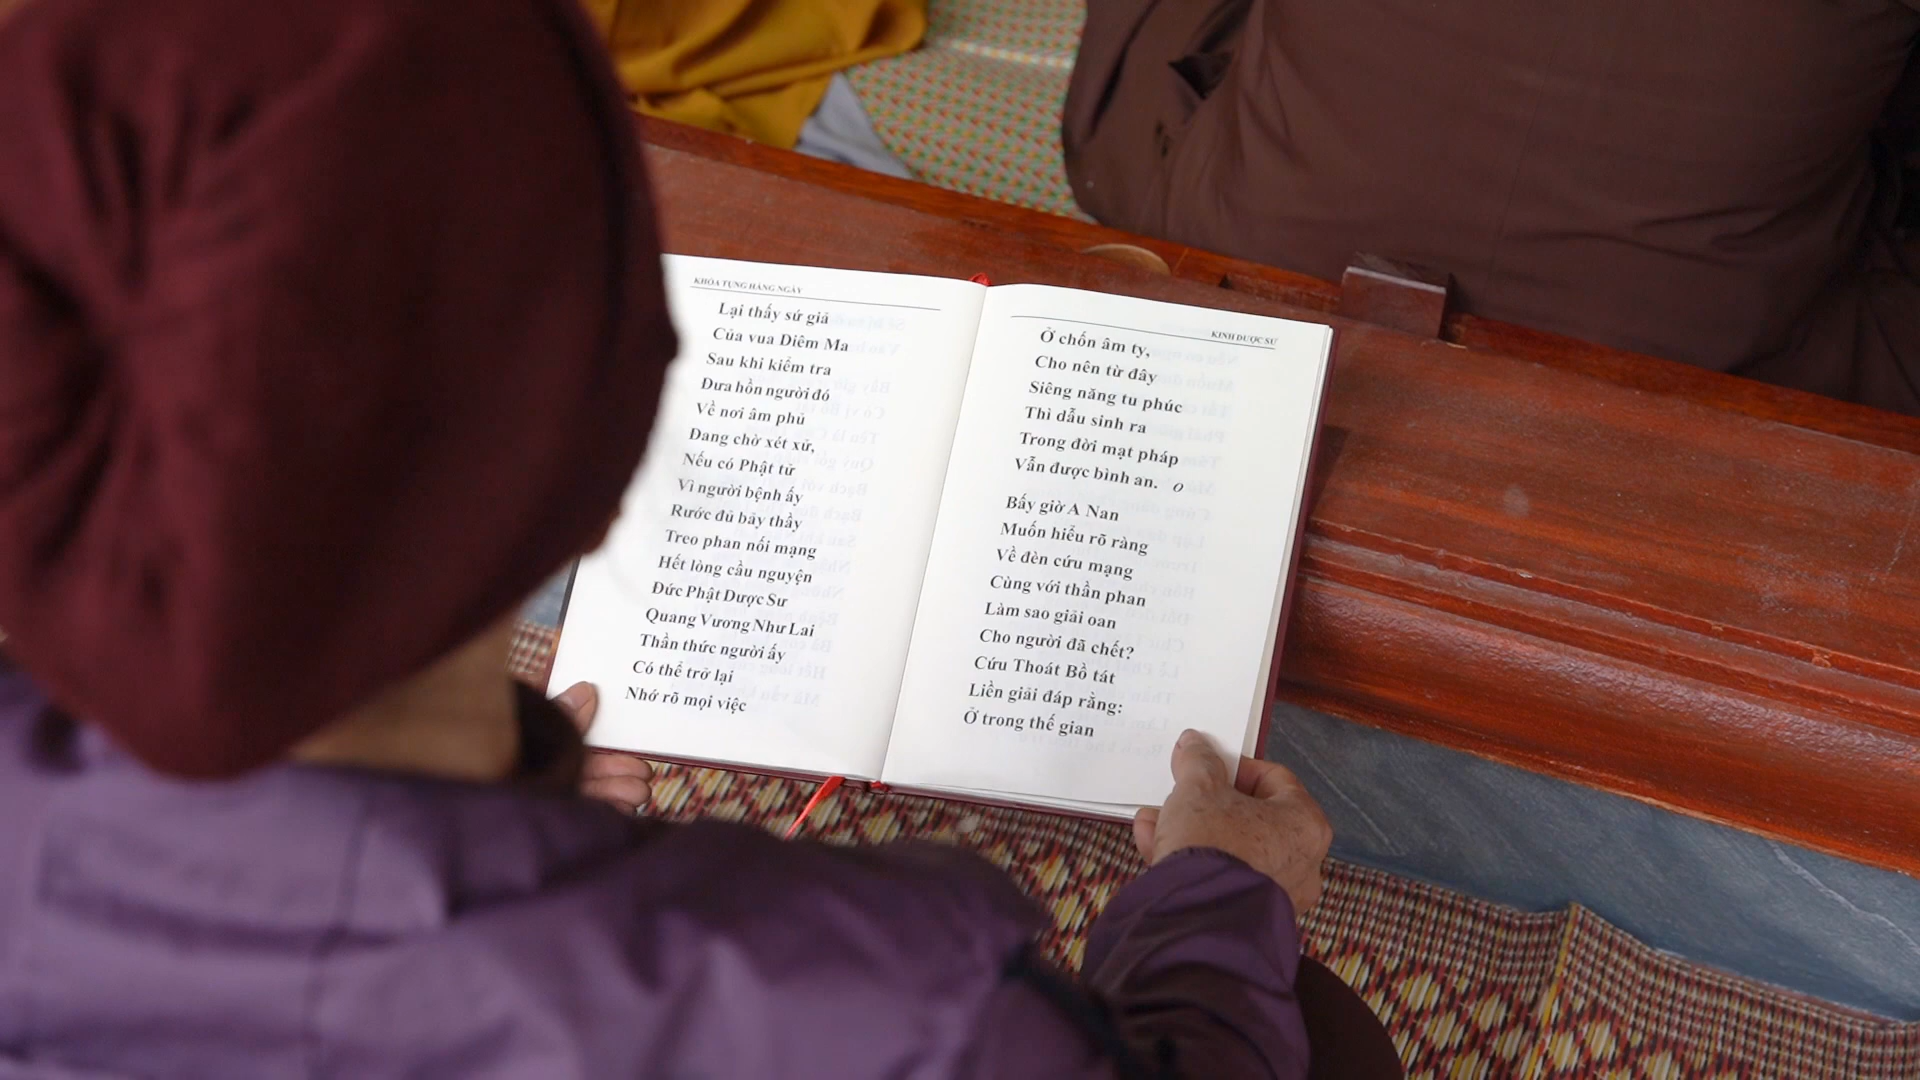 KHÓA TỤNG HÀNG NGÀY
Lại thấy sứ giả
Của vua Diêm Ma
Sau khi kiểm tra
Đưa hồn người đó
Về nơi âm phủ
Đang chờ xét xử,
Nếu có Phật tử
Vì người bệnh ấy
Rước đủ bảy thầy
Treo phan nối mạng
Hết lòng cầu nguyện
Đức Phật Dược Sư
Quang Vương Như Lai
Thần thức người ấy
Có thể trở lại
Nhớ rõ mọi việc
KINH DƯỢC SƯ
Ở chốn âm ty,
Cho nên từ đây
Siêng năng tu phúc
Thì dẫu sinh ra
Trong đời mạt pháp
Vẫn được bình an. O
Bấy giờ A Nan
Muốn hiểu rõ ràng
Về đèn cứu mạng
Cùng với thần phan
Làm sao giải oan
Cho người đã chết?
Cứu Thoát Bồ tát
Liền giải đáp rằng:
Ở trong thế gian